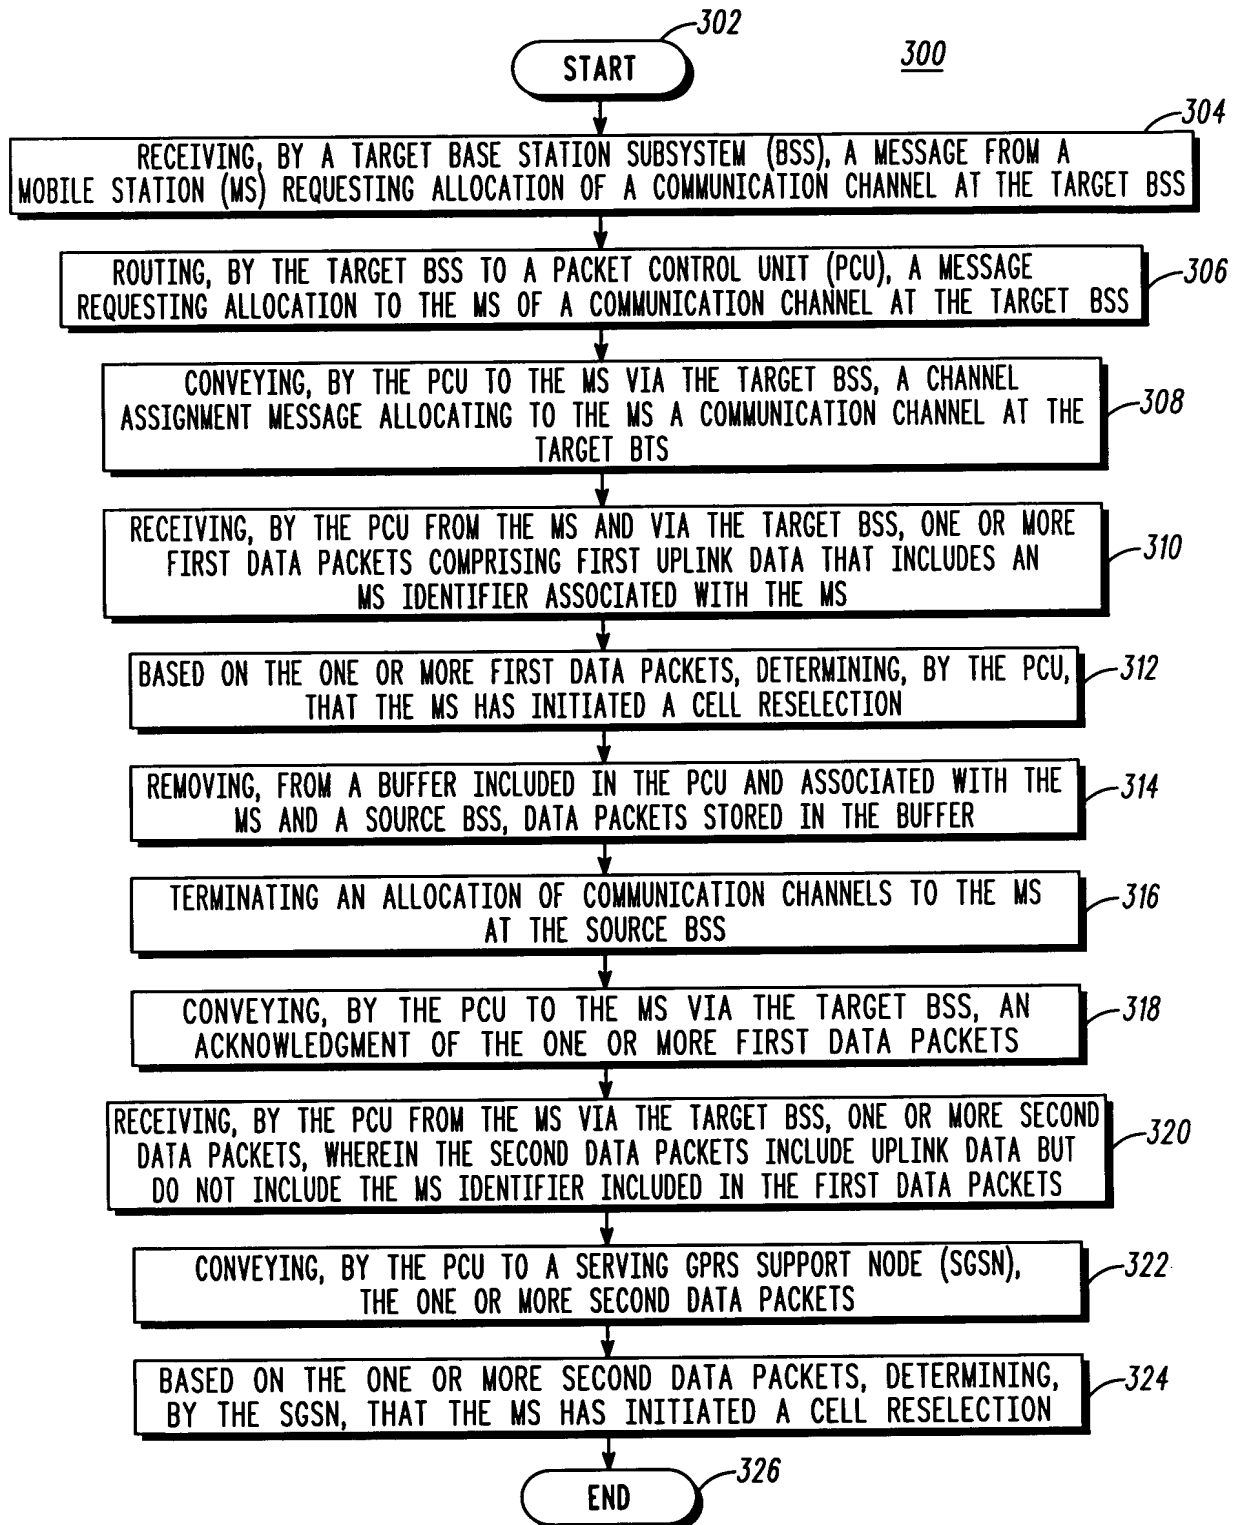 302
START
300
304
RECEIVING, BY A TARGET BASE STATION SUBSYSTEM (BSS), A MESSAGE FROM A
MOBILE STATION (MS) REQUESTING ALLOCATION OF A COMMUNICATION CHANNEL AT THE TARGET BSS
ROUTING, BY THE TARGET BSS TO A PACKET CONTROL UNIT (PCU), A MESSAGE
REQUESTING ALLOCATION TO THE MS OF A COMMUNICATION CHANNEL AT THE TARGET BSS
306
CONVEYING, BY THE PCU TO THE MS VIA THE TARGET BSS, A CHANNEL
ASSIGNMENT MESSAGE ALLOCATING TO THE MS A COMMUNICATION CHANNEL AT THE
TARGET BTS
308
RECEIVING, BY THE PCU FROM THE MS AND VIA THE TARGET BSS, ONE OR MORE
FIRST DATA PACKETS COMPRISING FIRST UPLINK DATA THAT INCLUDES AN
MS IDENTIFIER ASSOCIATED WITH THE MS
310
BASED ON THE ONE OR MORE FIRST DATA PACKETS, DETERMINING, BY THE PCU,
THAT THE MS HAS INITIATED A CELL RESELECTION
312
REMOVING, FROM A BUFFER INCLUDED IN THE PCU AND ASSOCIATED WITH THE
MS AND A SOURCE BSS, DATA PACKETS STORED IN THE BUFFER
314
TERMINATING AN ALLOCATION OF COMMUNICATION CHANNELS TO THE MS
AT THE SOURCE BSS
316
CONVEYING, BY THE PCU TO THE MS VIA THE TARGET BSS, AN
ACKNOWLEDGMENT OF THE ONE OR MORE FIRST DATA PACKETS
318
RECEIVING, BY THE PCU FROM THE MS VIA THE TARGET BSS, ONE OR MORE SECOND
DATA PACKETS, WHEREIN THE SECOND DATA PACKETS INCLUDE UPLINK DATA BUT
DO NOT INCLUDE THE MS IDENTIFIER INCLUDED IN THE FIRST DATA PACKETS
320
CONVEYING, BY THE PCU TO A SERVING GPRS SUPPORT NODE (SGSN),
THE ONE OR MORE SECOND DATA PACKETS
322
BASED ON THE ONE OR MORE SECOND DATA PACKETS, DETERMINING,
BY THE SGSN, THAT THE MS HAS INITIATED A CELL RESELECTION
324
END
326